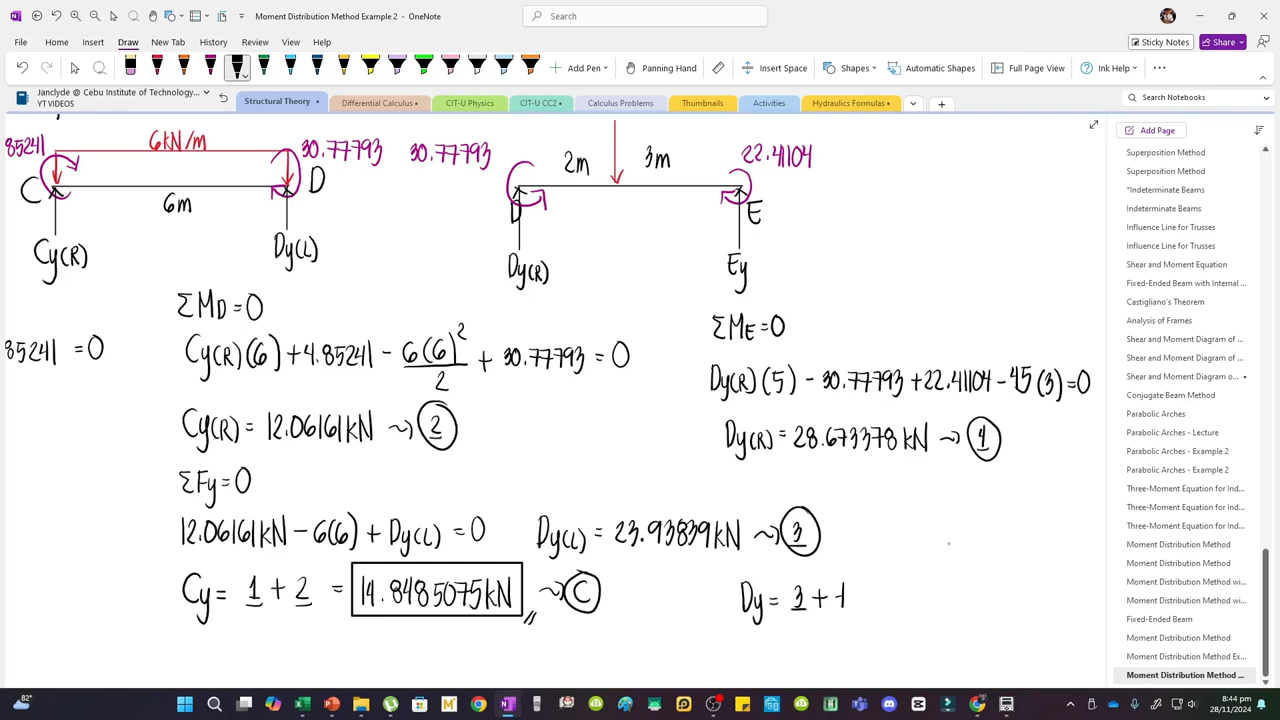 Moment Distribution Method Example 2 - OneNote
Search
File Home Insert Draw New Tab History Review View Help
Sticky Notes
Share
Add Pen
Panning Hand
Insert Space
Shapes
Automatic Shapes
Full Page View
Ink Help
Janclyde @ Cebu Institute of Technology...
YT VIDEOS
Structural Theory
Differential Calculus
CIT-U Physics
CIT-U CC2
Calculus Problems
Thumbnails
Activities
Hydraulics Formulas
Search Notebooks
Add Page
Superposition Method
Superposition Method
*Indeterminate Beams
Indeterminate Beams
Influence Line for Trusses
Influence Line for Trusses
Shear and Moment Equation
Fixed-Ended Beam with Internal ...
Castigliano's Theorem
Analysis of Frames
Shear and Moment Diagram of ...
Shear and Moment Diagram of ...
Shear and Moment Diagram o...
Conjugate Beam Method
Parabolic Arches
Parabolic Arches - Lecture
Parabolic Arches - Example 2
Parabolic Arches - Example 2
Three-Moment Equation for Ind...
Three-Moment Equation for Ind...
Three-Moment Equation for Ind...
Moment Distribution Method
Moment Distribution Method
Moment Distribution Method wi...
Moment Distribution Method wi...
Fixed-Ended Beam
Moment Distribution Method
Moment Distribution Method Ex...
Moment Distribution Method ...
85241 6kN/m 30.77793 30.77793 22.41104
2m 3m
C D D E
6m
Cy(R) Dy(L) Dy(R) Ey
ΣMD = 0
ΣME = 0
85241 = 0
Cy(R)(6) + 4.85241 - 6(6)²/2 + 30.77793 = 0
Dy(R)(5) - 30.77793 + 22.41104 - 45(3) = 0
Cy(R) = 12.06161 kN ~> 2
Dy(R) = 28.673378 kN ~> 4
ΣFy = 0
12.06161kN - 6(6) + Dy(L) = 0 Dy(L) = 23.93839kN ~> 3
Cy = 1 + 2 = 14.8485075kN ~> C
Dy = 3 +
82°
8:44 pm
28/11/2024